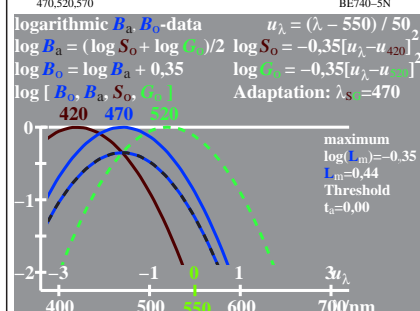 470,520,570 BE740-5N
logarithmic Ba, Bo-data uλ = (λ – 550) / 50
log Ba = (log So + log Go)/2 log So = –0,35[uλ–u420]2
log Bo = log Ba + 0,35 log Go = –0,35[uλ–u520]2
log [ Bo, Ba, So, Go ] Adaptation: λSG=470
420 470 520
0
maximum
log(Lm)=–0.35
Lm=0,44
Threshold
ta=0,00
–1
–2
–3 –1 0 1 3uλ
400 500 550 600 700/nm